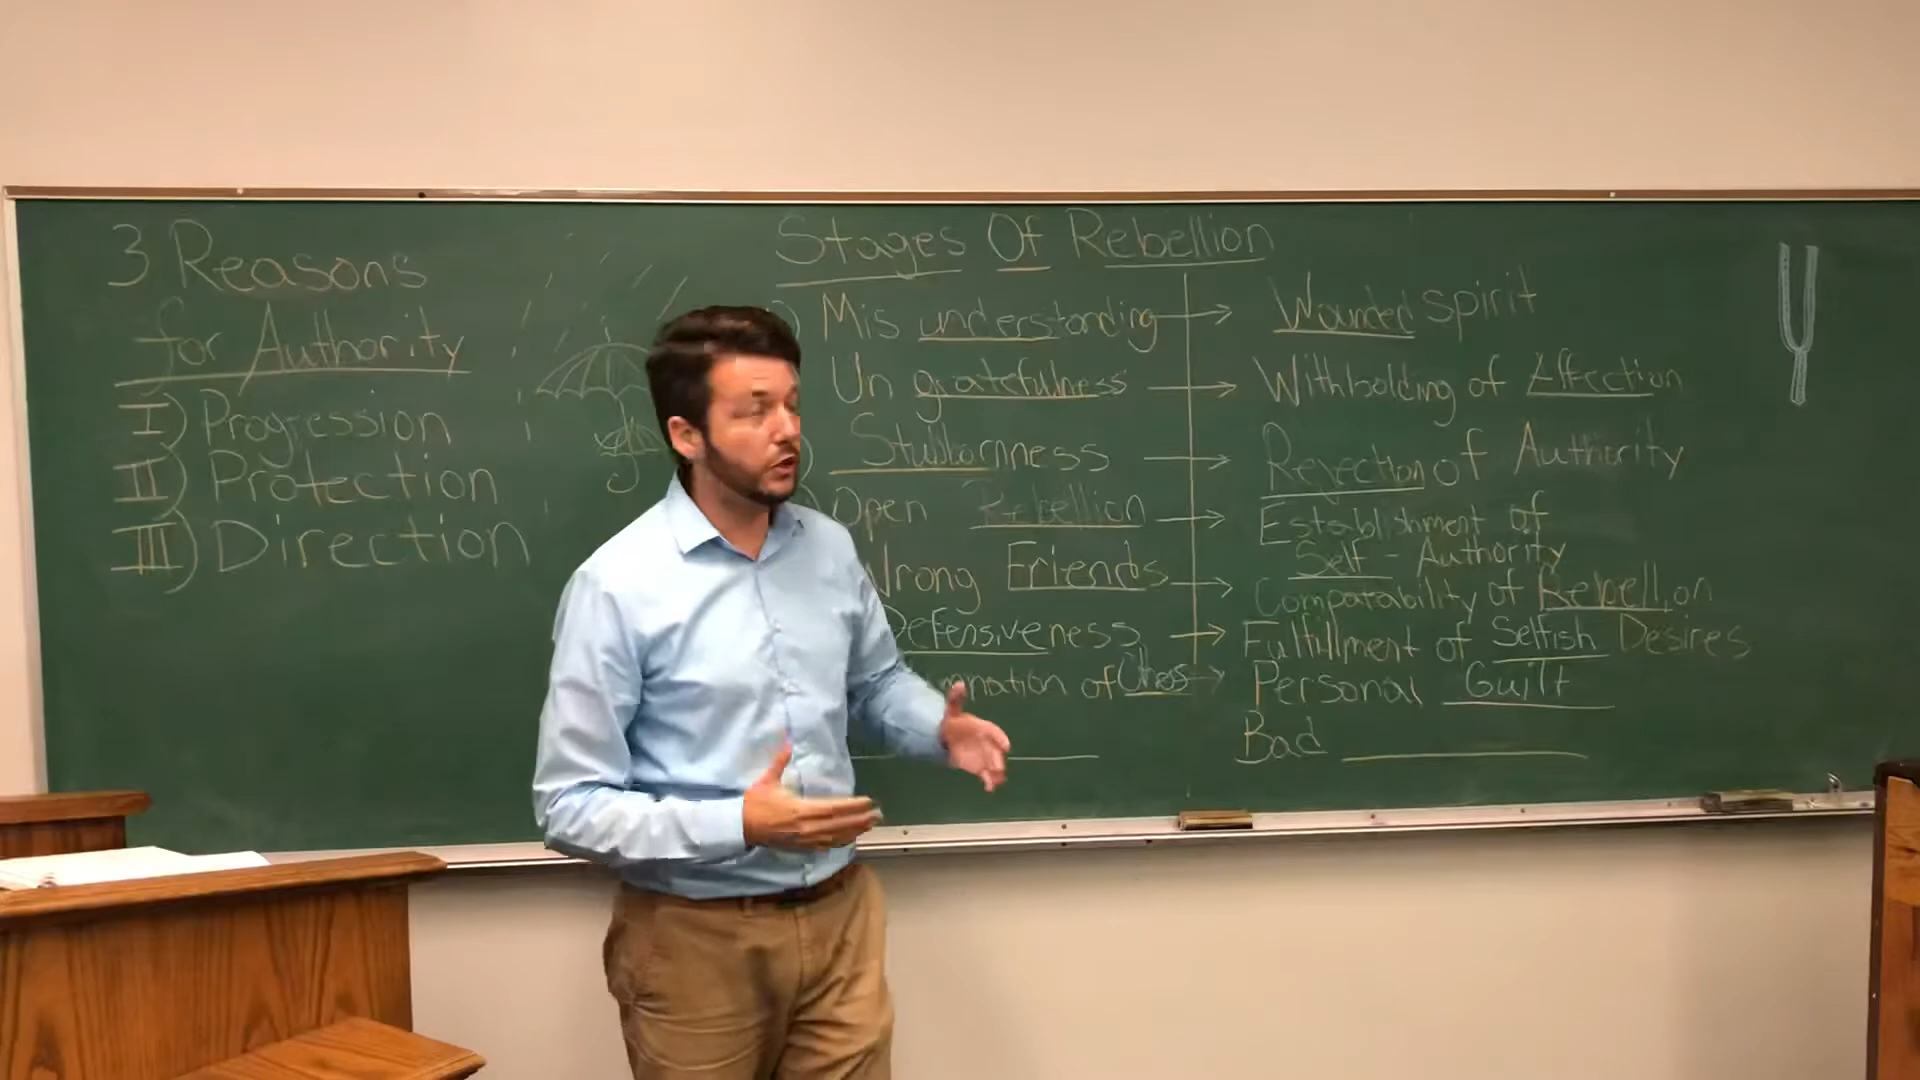 3 Reasons
for Authority
I) Progression
II) Protection
III) Direction
Stages Of Rebellion
Mis understanding → Wounded spirit
Un gratefulness → Withholding of Affection
Stubbornness → Rejection of Authority
Open Rebellion → Establishment of
Self - Authority
Wrong Friends → Compatability of Rebellion
Defensiveness → Fulfillment of Selfish Desires
of → Personal Guilt
Bad